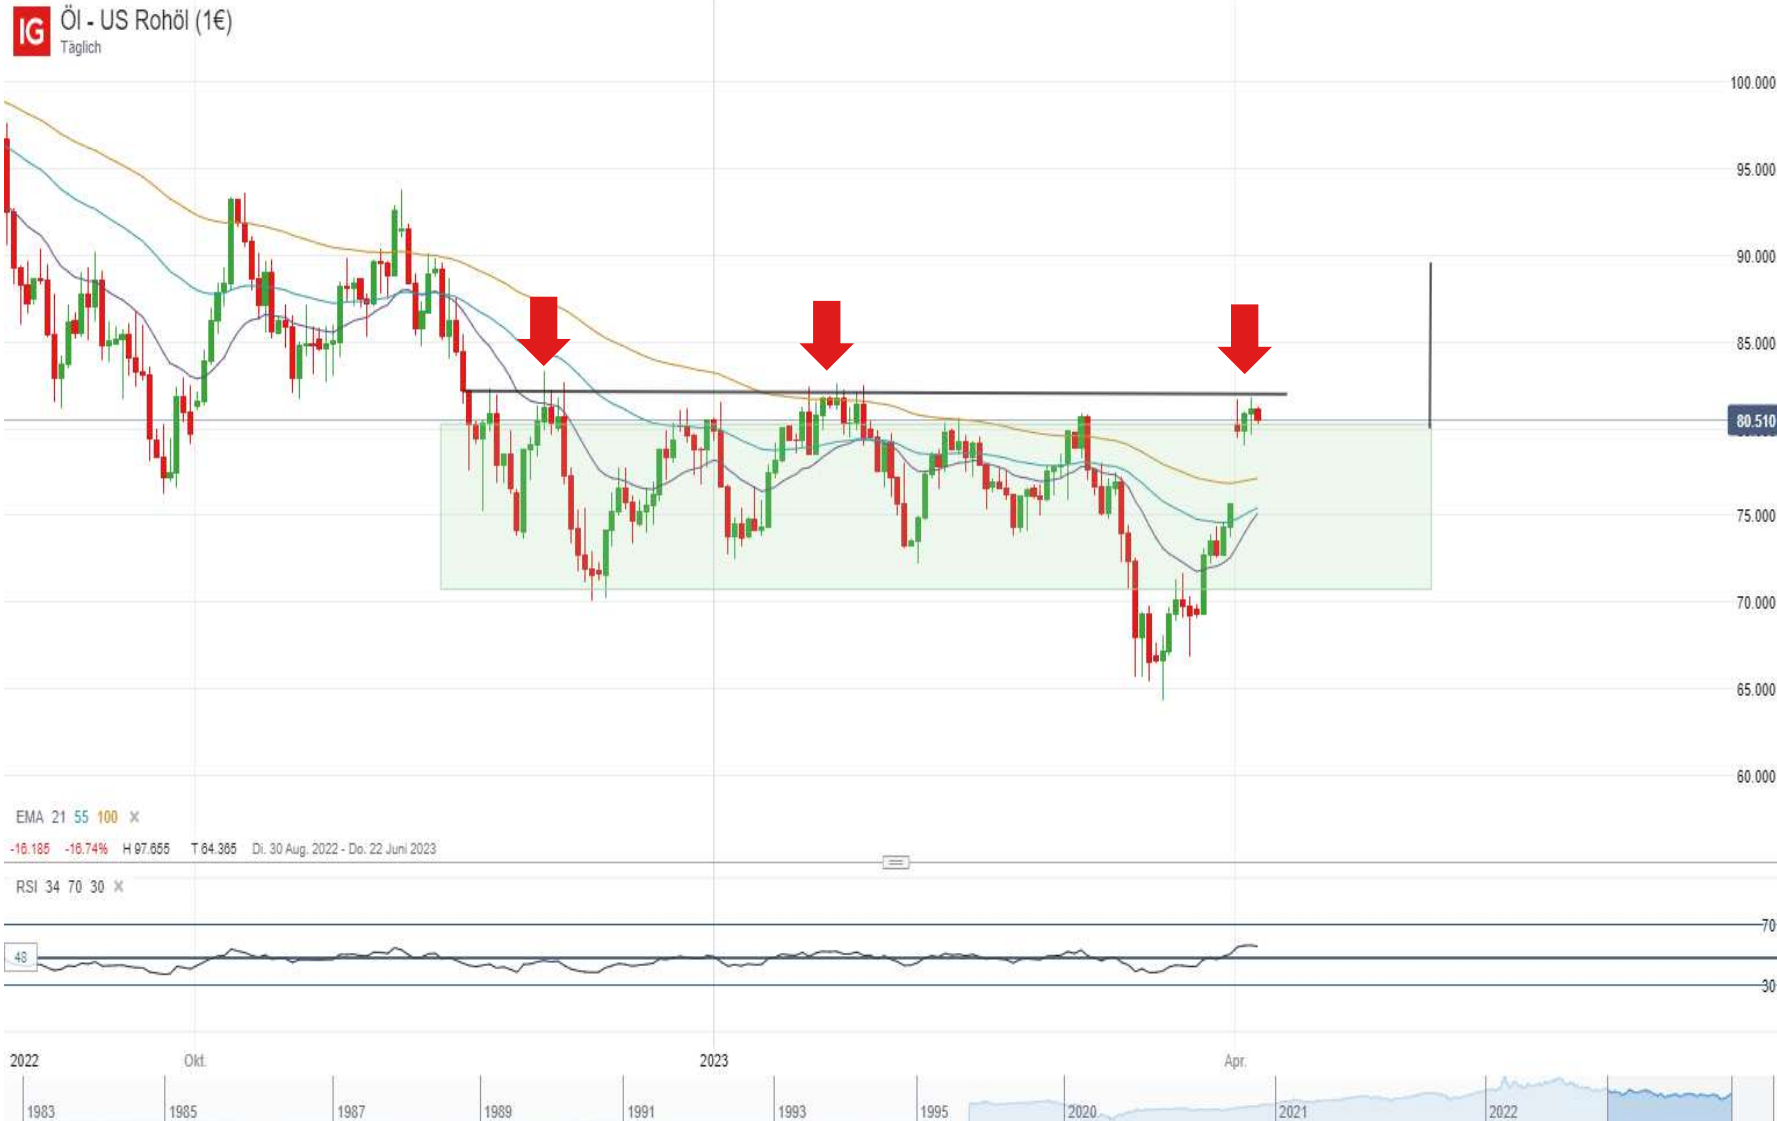 IG
Öl - US Rohöl (1€)
Täglich
100.000
95.000
90.000
85.000
80.510
75.000
70.000
65.000
60.000
EMA 21 55 100 X
-16.185 -16.74% H 97.655 T 64.365 Di. 30 Aug. 2022 - Do. 22 Juni 2023
RSI 34 70 30 X
70
48
30
2022 Okt. 2023 Apr.
1983 1985 1987 1989 1991 1993 1995 2020 2021 2022